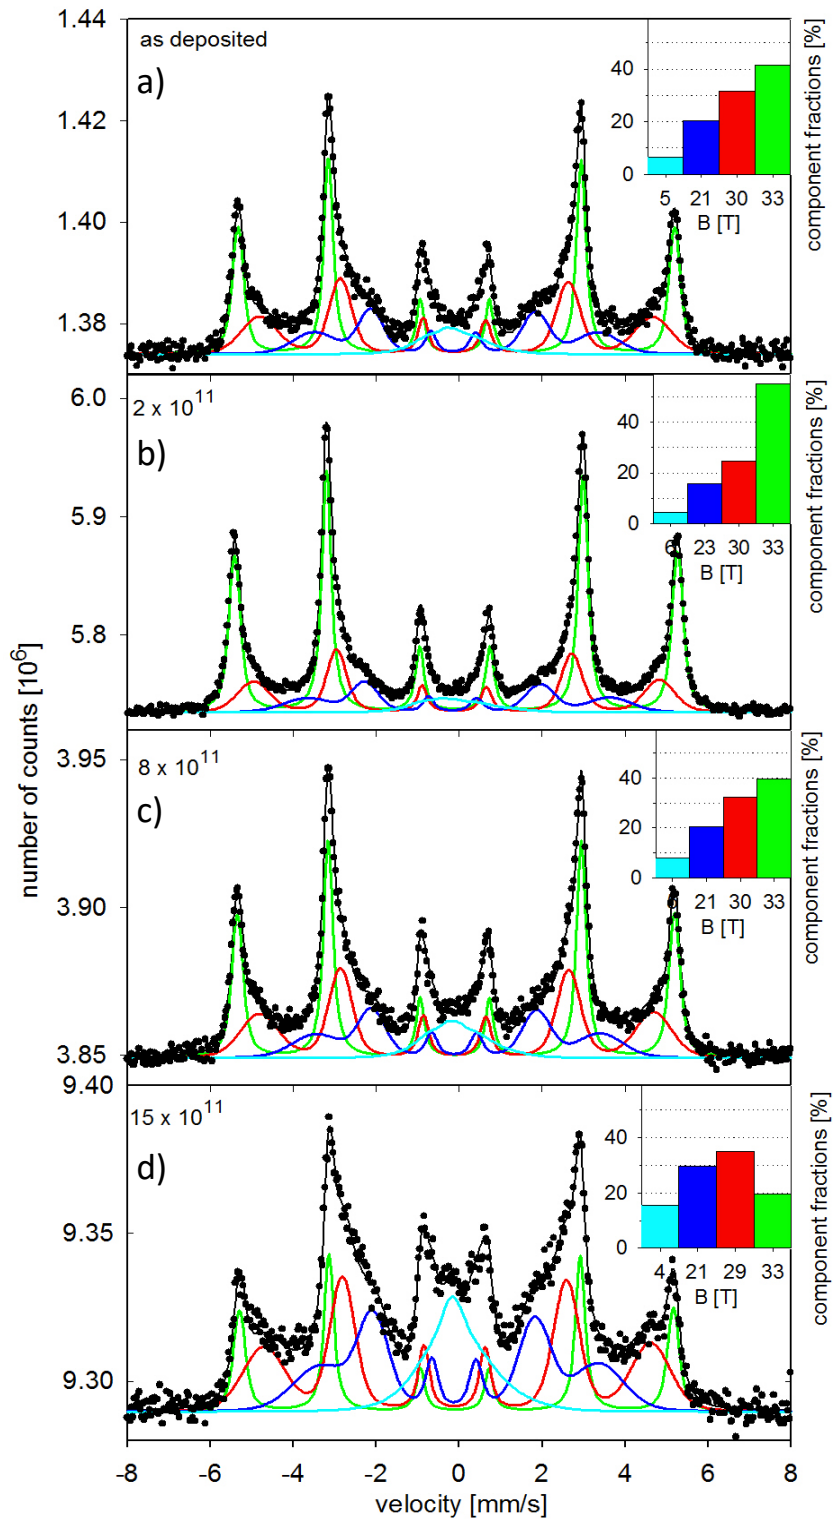 as deposited
a)
1.44
1.42
1.40
1.38
40
20
0
5 21 30 33
B [T]
component fractions [%]
2 x 10¹¹
b)
6.0
5.9
5.8
40
20
0
6 23 30 33
B [T]
component fractions [%]
number of counts [10⁶]
8 x 10¹¹
c)
3.95
3.90
3.85
40
20
0
21 30 33
B [T]
component fractions [%]
15 x 10¹¹
d)
9.40
9.35
9.30
40
20
0
4 21 29 33
B [T]
component fractions [%]
-8 -6 -4 -2 0 2 4 6 8
velocity [mm/s]